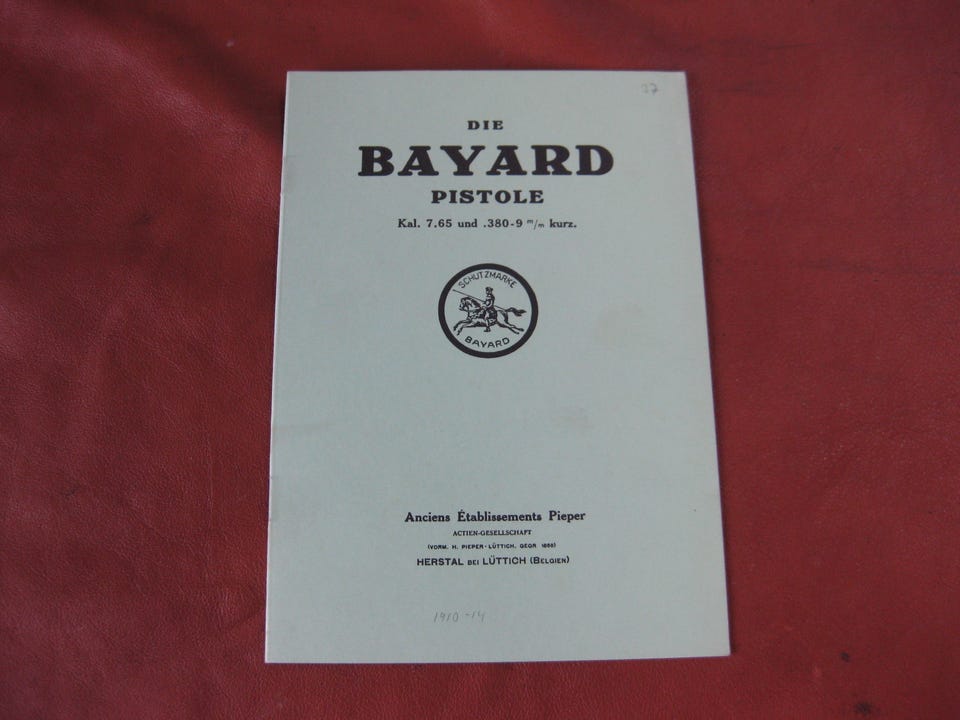 DIE
BAYARD
PISTOLE
Kal. 7.65 und .380-9 m/m kurz.
SCHUTZMARKE
BAYARD
Anciens Établissements Pieper
ACTIEN-GESELLSCHAFT
(VORM. H. PIEPER-LÜTTICH, GEGR. 1866)
HERSTAL BEI LÜTTICH (BELGIEN)
1910-14